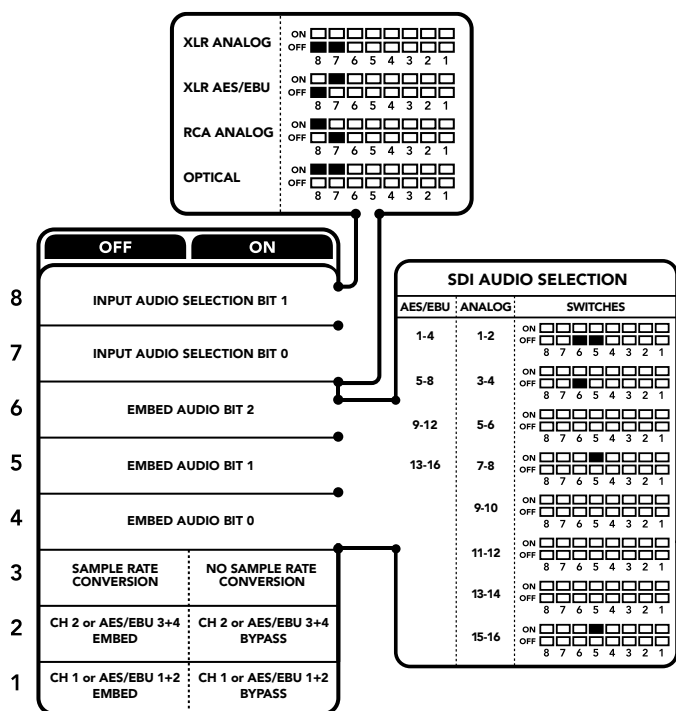 XLR ANALOG
ON
OFF
8 7 6 5 4 3 2 1
XLR AES/EBU
ON
OFF
8 7 6 5 4 3 2 1
RCA ANALOG
ON
OFF
8 7 6 5 4 3 2 1
OPTICAL
ON
OFF
8 7 6 5 4 3 2 1
OFF ON
8 INPUT AUDIO SELECTION BIT 1
7 INPUT AUDIO SELECTION BIT 0
6 EMBED AUDIO BIT 2
5 EMBED AUDIO BIT 1
4 EMBED AUDIO BIT 0
3 SAMPLE RATE CONVERSION NO SAMPLE RATE CONVERSION
2 CH 2 or AES/EBU 3+4 EMBED CH 2 or AES/EBU 3+4 BYPASS
1 CH 1 or AES/EBU 1+2 EMBED CH 1 or AES/EBU 1+2 BYPASS
SDI AUDIO SELECTION
AES/EBU ANALOG SWITCHES
1-4 1-2
ON
OFF
8 7 6 5 4 3 2 1
5-8 3-4
ON
OFF
8 7 6 5 4 3 2 1
9-12 5-6
ON
OFF
8 7 6 5 4 3 2 1
13-16 7-8
ON
OFF
8 7 6 5 4 3 2 1
9-10
ON
OFF
8 7 6 5 4 3 2 1
11-12
ON
OFF
8 7 6 5 4 3 2 1
13-14
ON
OFF
8 7 6 5 4 3 2 1
15-16
ON
OFF
8 7 6 5 4 3 2 1